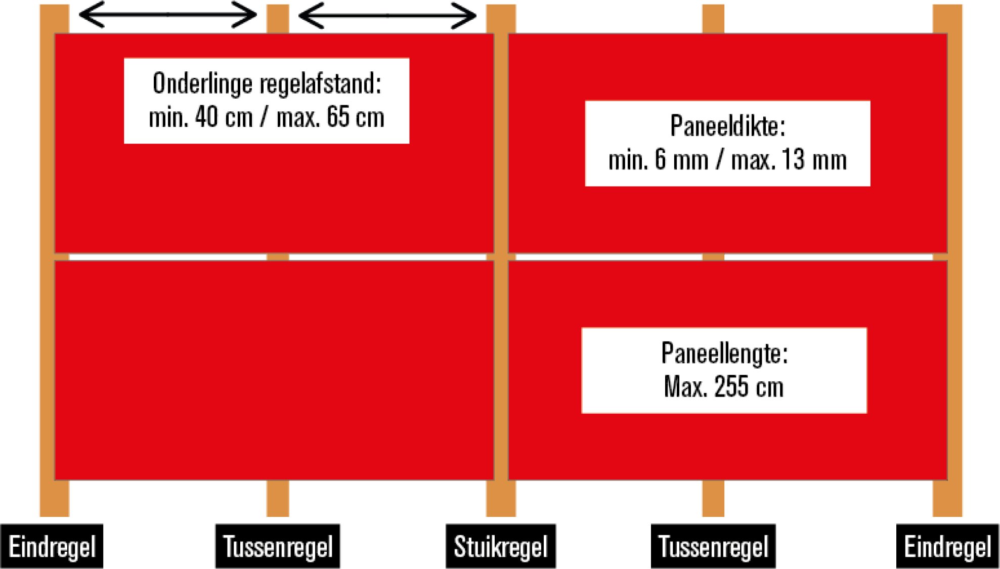 Onderlinge regelafstand:
min. 40 cm / max. 65 cm
Paneeldikte:
min. 6 mm / max. 13 mm
Paneellengte:
Max. 255 cm
Eindregel
Tussenregel
Stuikregel
Tussenregel
Eindregel